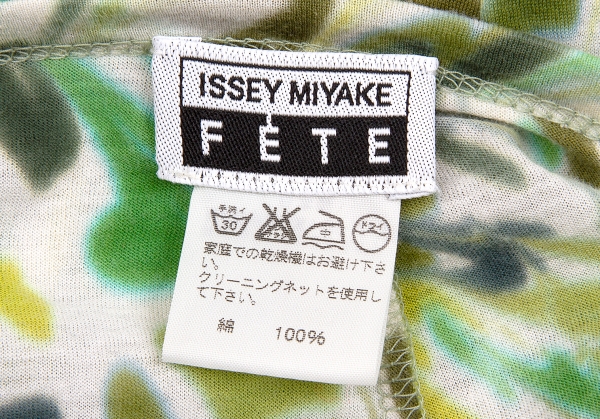 ISSEY MIYAKE
FÊTE
手洗イ 30 中 ドライ
家庭での乾燥機はお避け下さ
い。
クリーニングネットを使用し
て下さい。
綿 100%